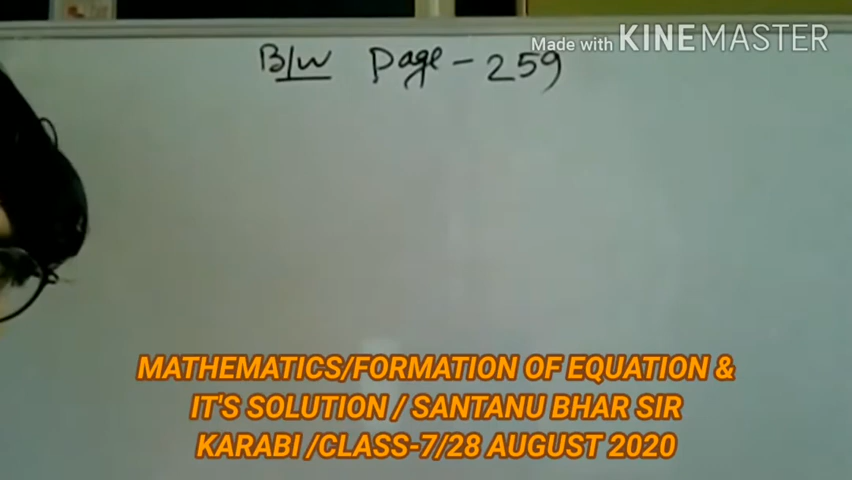 B/W Page - 259
Made with KINEMASTER
MATHEMATICS/FORMATION OF EQUATION &
IT'S SOLUTION / SANTANU BHAR SIR
KARABI /CLASS-7/28 AUGUST 2020